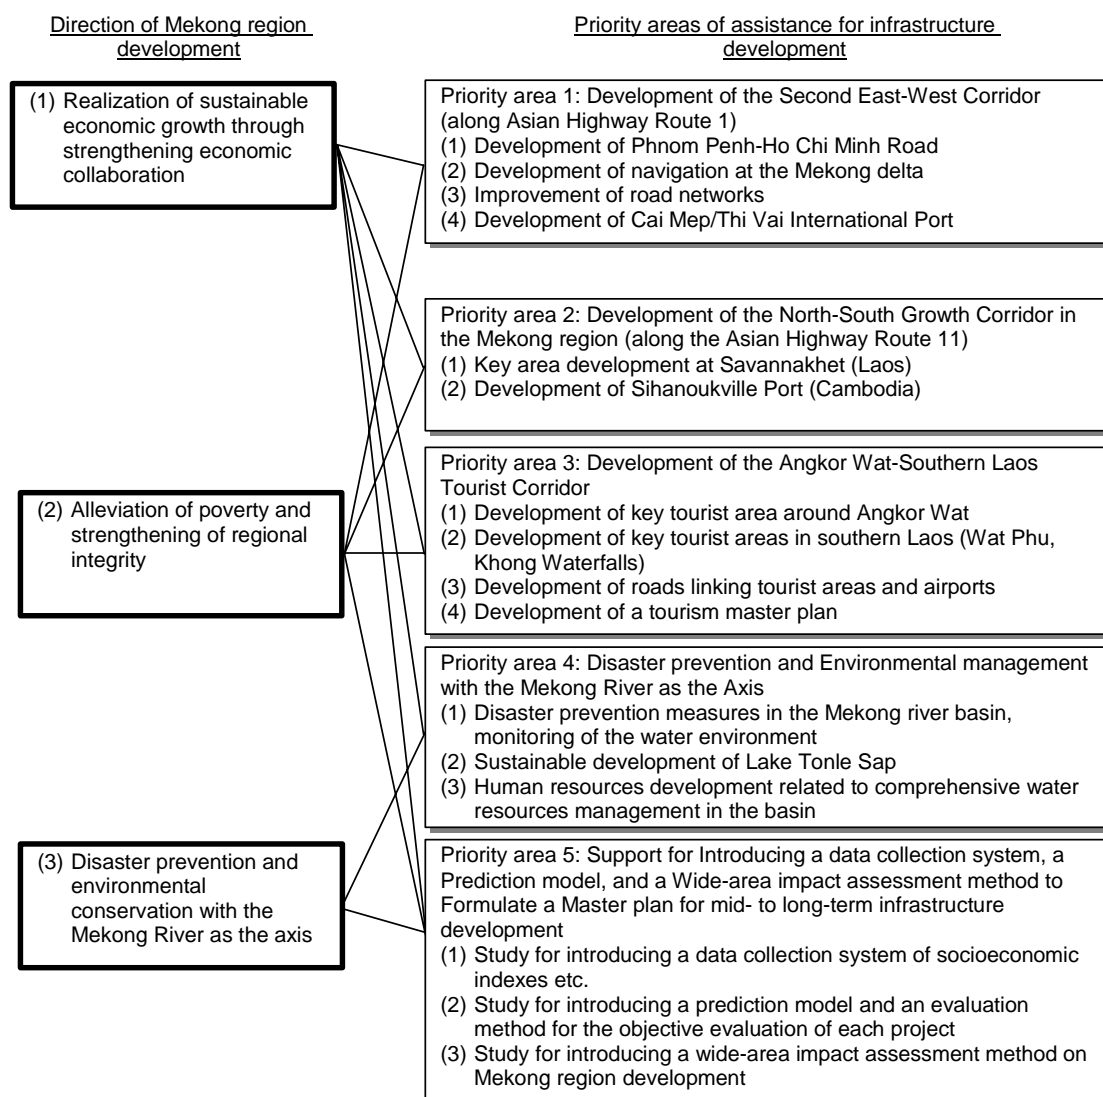 Direction of Mekong region
development
Priority areas of assistance for infrastructure
development
(1) Realization of sustainable
economic growth through
strengthening economic
collaboration
(2) Alleviation of poverty and
strengthening of regional
integrity
(3) Disaster prevention and
environmental
conservation with the
Mekong River as the axis
Priority area 1: Development of the Second East-West Corridor
(along Asian Highway Route 1)
(1) Development of Phnom Penh-Ho Chi Minh Road
(2) Development of navigation at the Mekong delta
(3) Improvement of road networks
(4) Development of Cai Mep/Thi Vai International Port
Priority area 2: Development of the North-South Growth Corridor in
the Mekong region (along the Asian Highway Route 11)
(1) Key area development at Savannakhet (Laos)
(2) Development of Sihanoukville Port (Cambodia)
Priority area 3: Development of the Angkor Wat-Southern Laos
Tourist Corridor
(1) Development of key tourist area around Angkor Wat
(2) Development of key tourist areas in southern Laos (Wat Phu,
Khong Waterfalls)
(3) Development of roads linking tourist areas and airports
(4) Development of a tourism master plan
Priority area 4: Disaster prevention and Environmental management
with the Mekong River as the Axis
(1) Disaster prevention measures in the Mekong river basin,
monitoring of the water environment
(2) Sustainable development of Lake Tonle Sap
(3) Human resources development related to comprehensive water
resources management in the basin
Priority area 5: Support for Introducing a data collection system, a
Prediction model, and a Wide-area impact assessment method to
Formulate a Master plan for mid- to long-term infrastructure
development
(1) Study for introducing a data collection system of socioeconomic
indexes etc.
(2) Study for introducing a prediction model and an evaluation
method for the objective evaluation of each project
(3) Study for introducing a wide-area impact assessment method on
Mekong region development